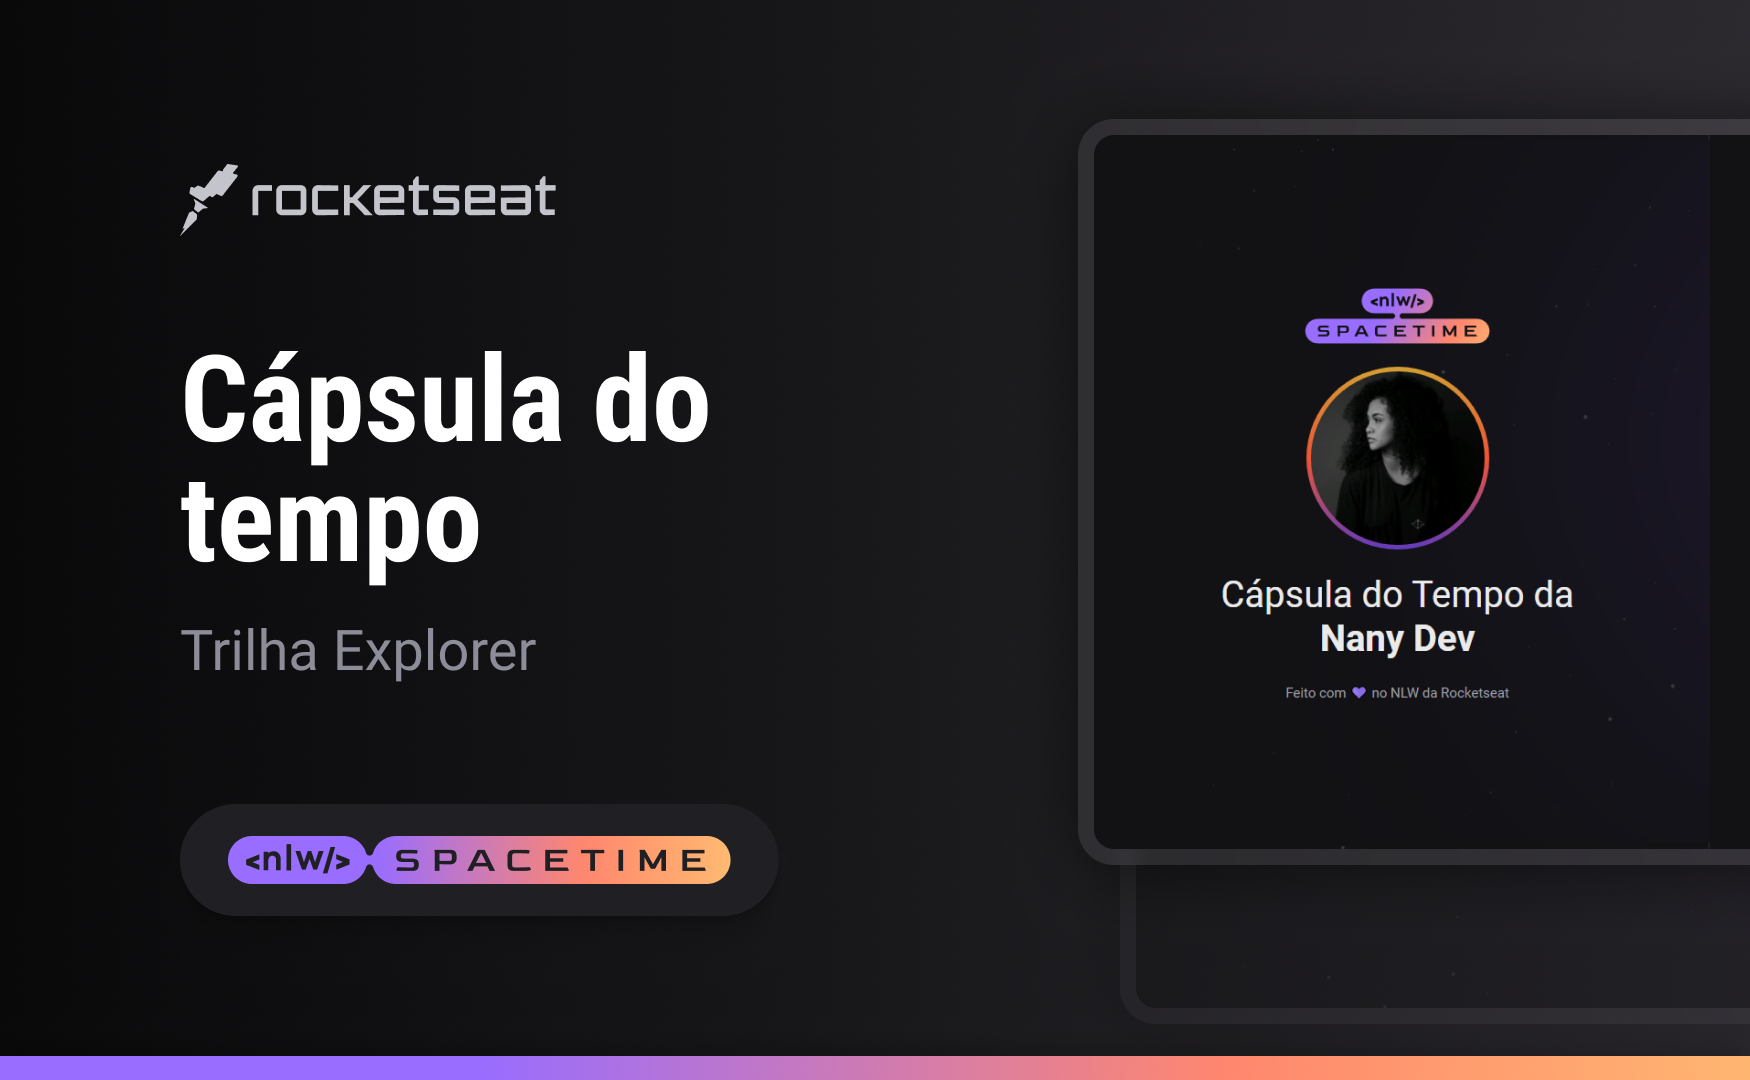 rocketseat
Cápsula do
tempo
Trilha Explorer
<nlw/> SPACETIME
<nlw/>
SPACETIME
Cápsula do Tempo da
Nany Dev
Feito com 💜 no NLW da Rocketseat